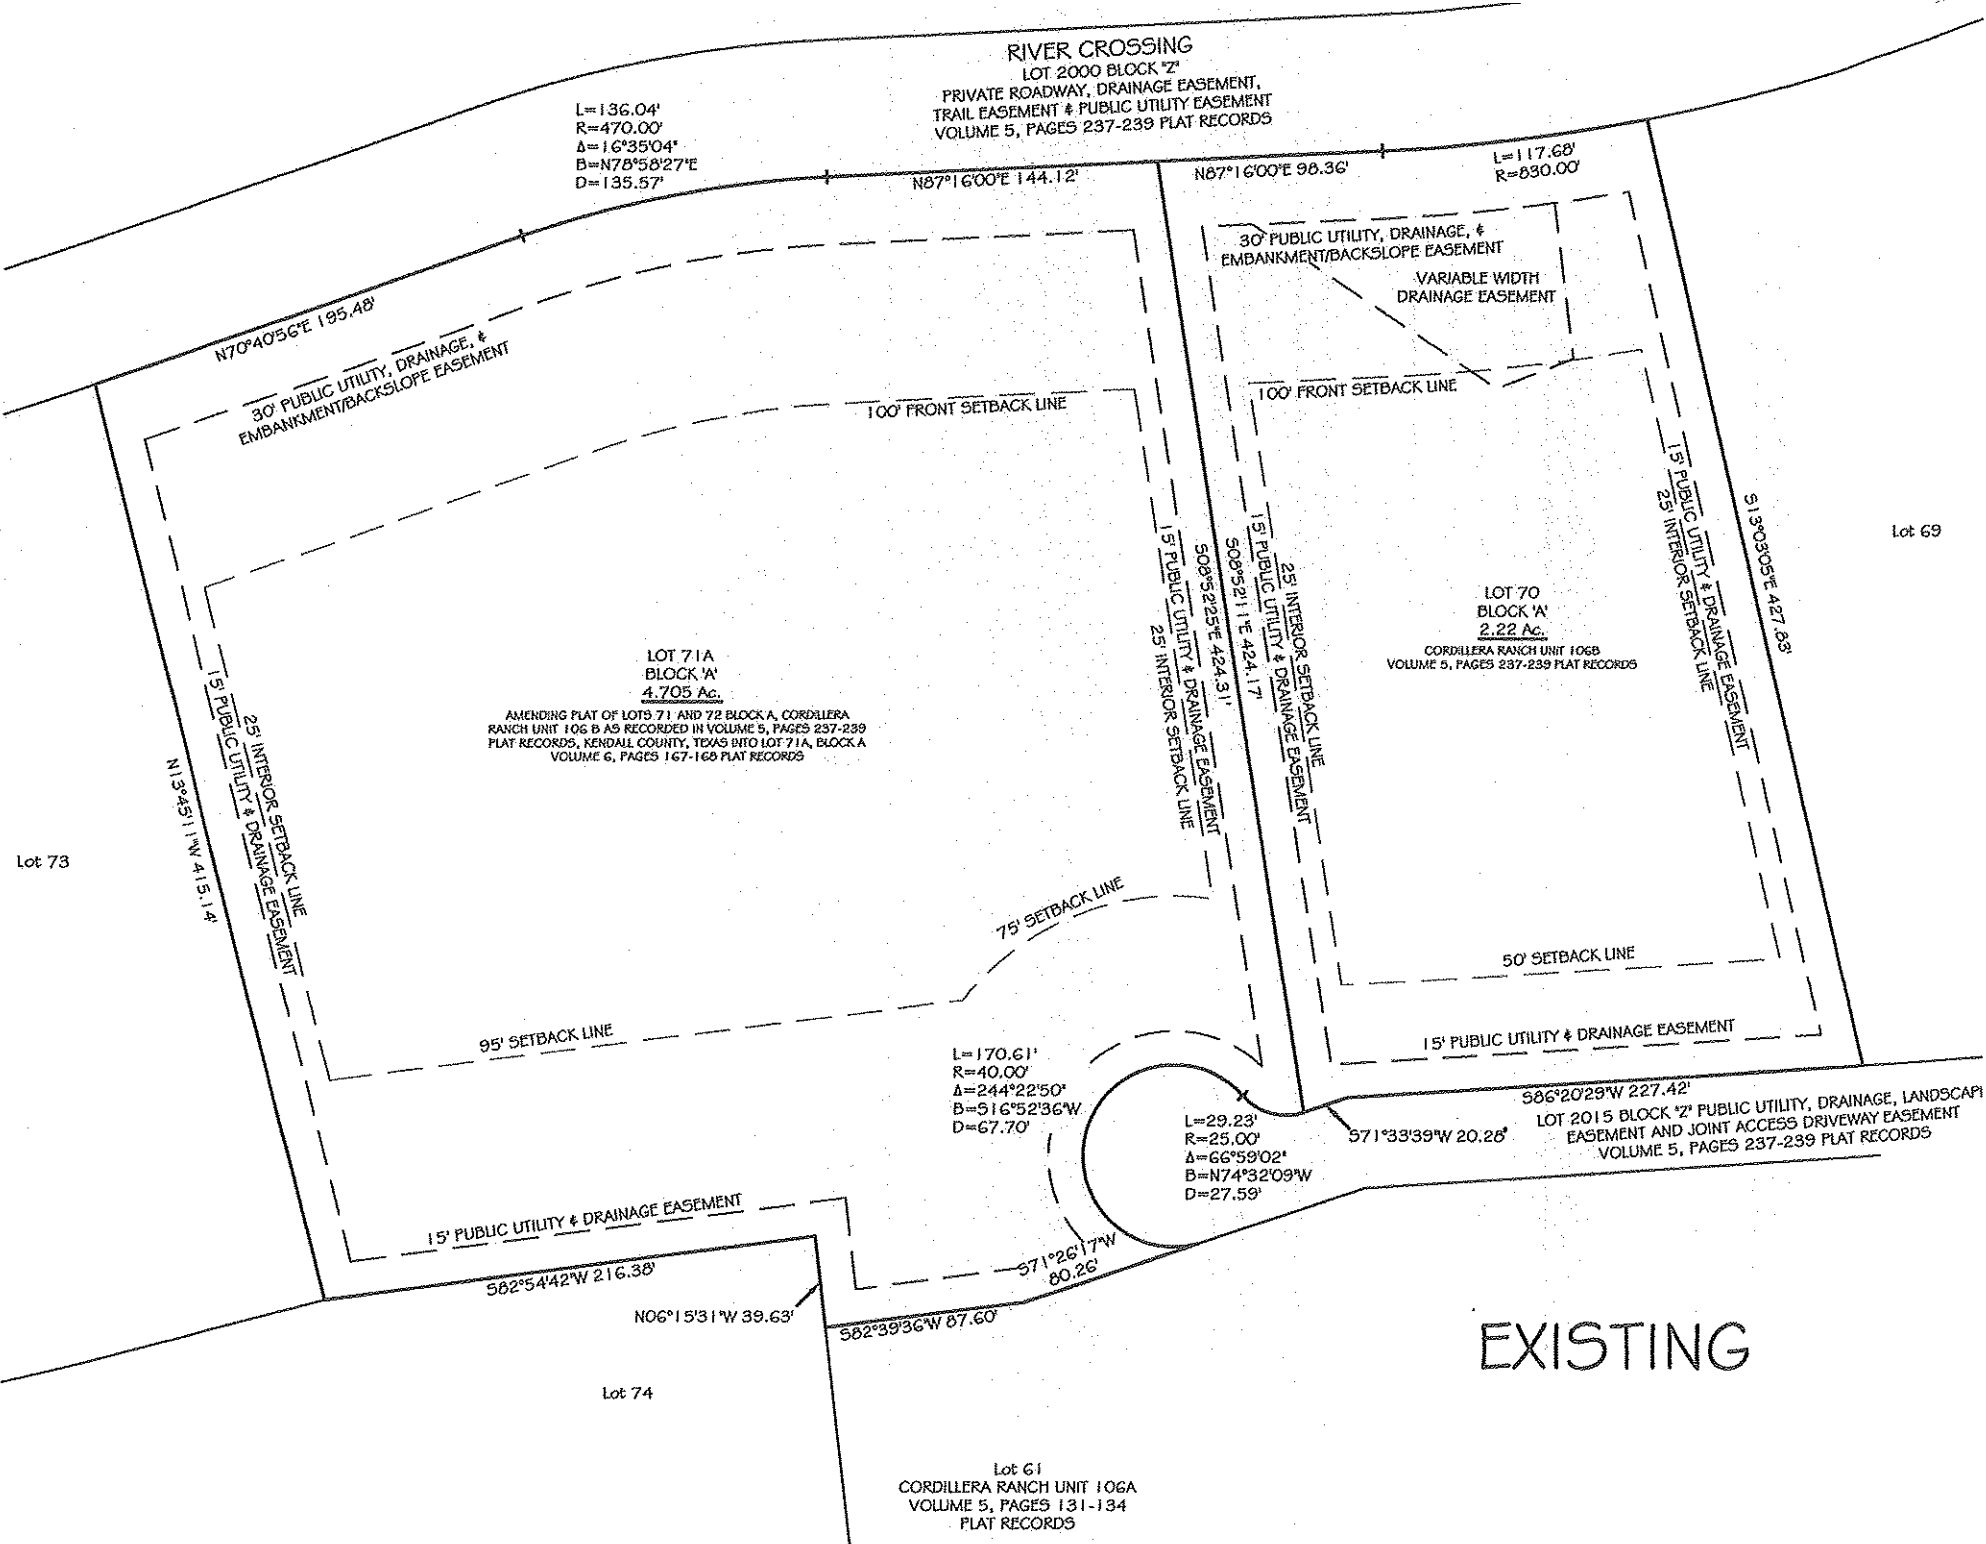 RIVER CROSSING
LOT 2000 BLOCK "Z"
PRIVATE ROADWAY, DRAINAGE EASEMENT,
TRAIL EASEMENT & PUBLIC UTILITY EASEMENT
VOLUME 5, PAGES 237-239 PLAT RECORDS
L=136.04'
R=470.00'
Δ=16°35'04"
B=N78°58'27"E
D=135.57'
N87°16'00"E 144.12'
N87°16'00"E 98.36'
L=117.68'
R=830.00'
N70°40'56"E 195.48'
30' PUBLIC UTILITY, DRAINAGE, &
EMBANKMENT/BACKSLOPE EASEMENT
30' PUBLIC UTILITY, DRAINAGE, &
EMBANKMENT/BACKSLOPE EASEMENT
VARIABLE WIDTH
DRAINAGE EASEMENT
100' FRONT SETBACK LINE
100' FRONT SETBACK LINE
15' PUBLIC UTILITY & DRAINAGE EASEMENT
25' INTERIOR SETBACK LINE
S13°03'05"E 427.83'
Lot 69
15' PUBLIC UTILITY & DRAINAGE EASEMENT
25' INTERIOR SETBACK LINE
S08°52'25"E 424.31'
S08°52'11"E 424.17'
15' PUBLIC UTILITY & DRAINAGE EASEMENT
25' INTERIOR SETBACK LINE
LOT 70
BLOCK 'A'
2.22 Ac.
CORDILLERA RANCH UNIT 106B
VOLUME 5, PAGES 237-239 PLAT RECORDS
LOT 71A
BLOCK 'A'
4.705 Ac.
AMENDING PLAT OF LOTS 71 AND 72 BLOCK A, CORDILLERA
RANCH UNIT 106 B AS RECORDED IN VOLUME 5, PAGES 237-239
PLAT RECORDS, KENDALL COUNTY, TEXAS INTO LOT 71A, BLOCK A
VOLUME 6, PAGES 167-168 PLAT RECORDS
25' INTERIOR SETBACK LINE
15' PUBLIC UTILITY & DRAINAGE EASEMENT
N13°45'11"W 415.14'
Lot 73
75' SETBACK LINE
50' SETBACK LINE
95' SETBACK LINE
15' PUBLIC UTILITY & DRAINAGE EASEMENT
L=170.61'
R=40.00'
Δ=244°22'50"
B=S16°52'36"W
D=67.70'
L=29.23'
R=25.00'
Δ=66°59'02"
B=N74°32'09"W
D=27.59'
S86°20'29"W 227.42'
S71°33'39"W 20.28'
LOT 2015 BLOCK "Z" PUBLIC UTILITY, DRAINAGE, LANDSCAPI
EASEMENT AND JOINT ACCESS DRIVEWAY EASEMENT
VOLUME 5, PAGES 237-239 PLAT RECORDS
15' PUBLIC UTILITY & DRAINAGE EASEMENT
S71°26'17"W
80.26'
S82°54'42"W 216.38'
N06°15'31"W 39.63'
S82°39'36"W 87.60'
EXISTING
Lot 74
Lot 61
CORDILLERA RANCH UNIT 106A
VOLUME 5, PAGES 131-134
PLAT RECORDS